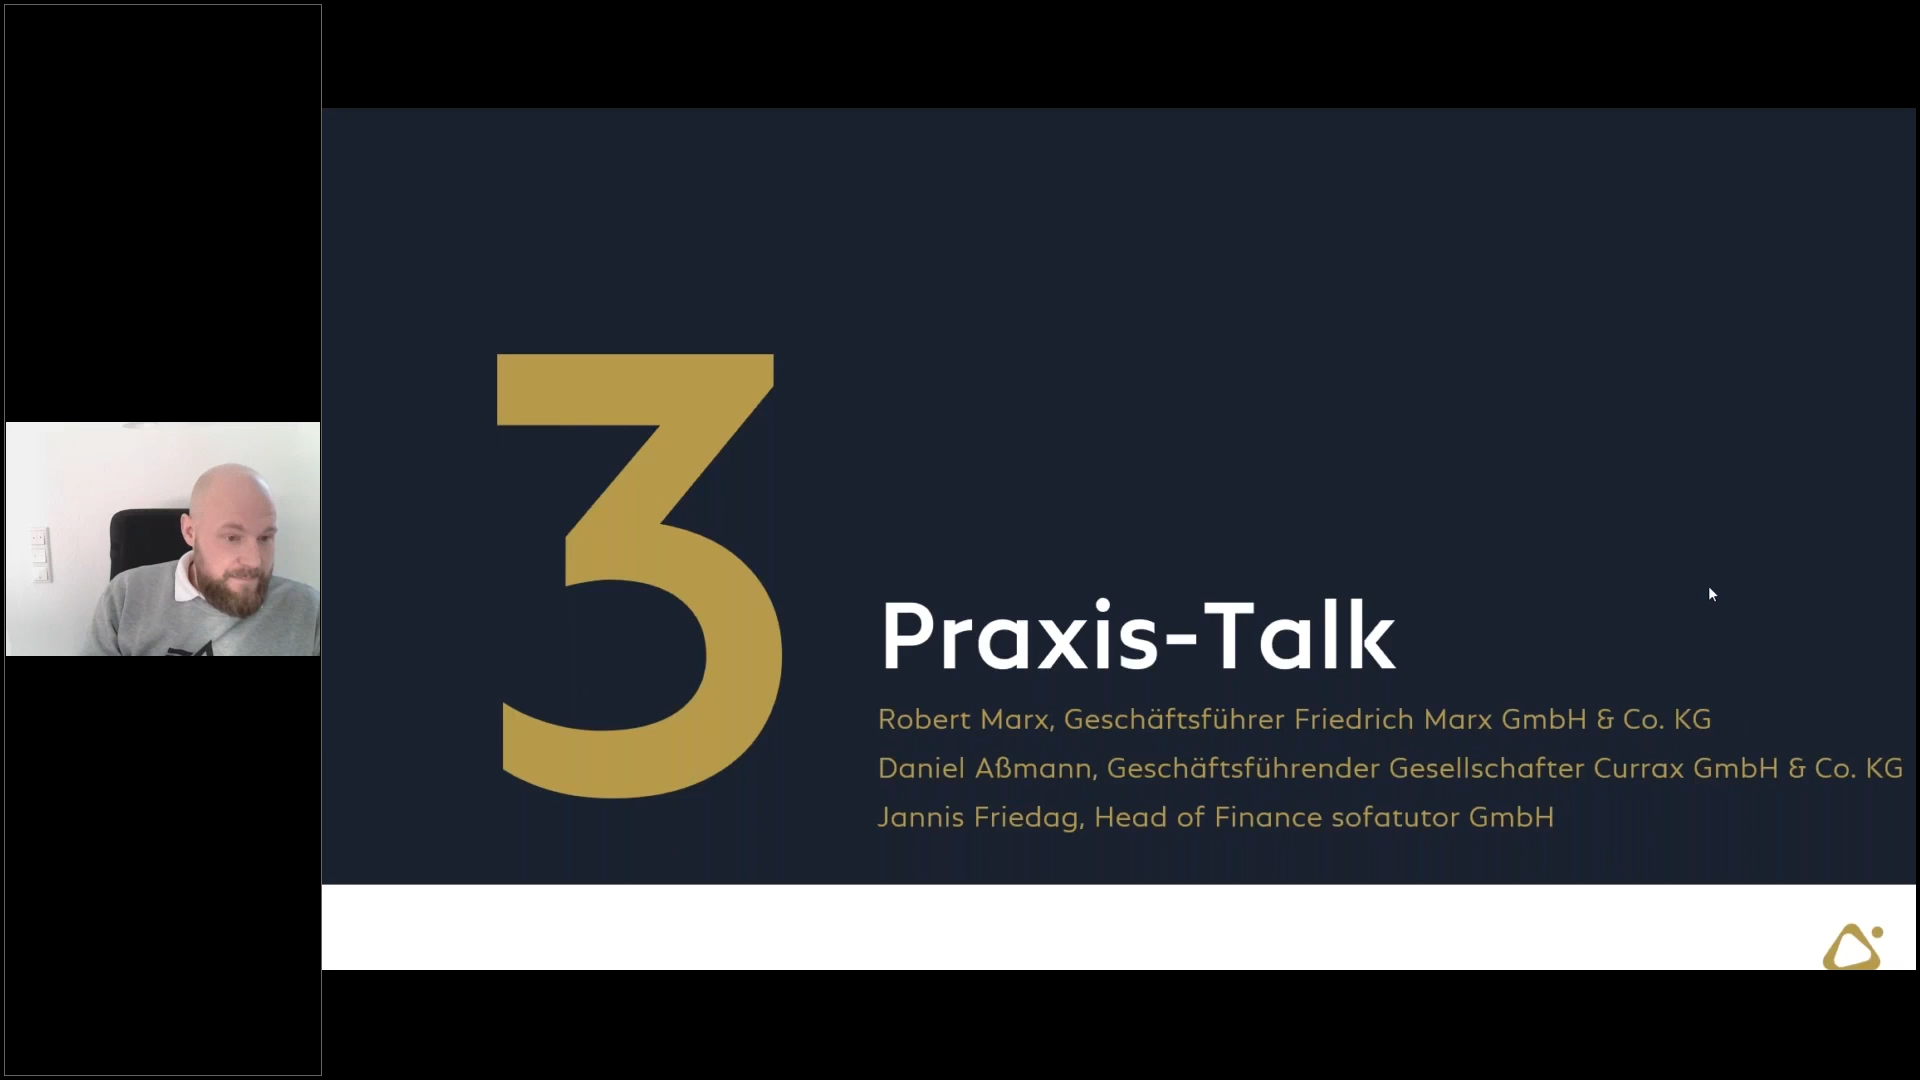 3
Praxis-Talk
Robert Marx, Geschäftsführer Friedrich Marx GmbH & Co. KG
Daniel Aßmann, Geschäftsführender Gesellschafter Currax GmbH & Co. KG
Jannis Friedag, Head of Finance sofatutor GmbH